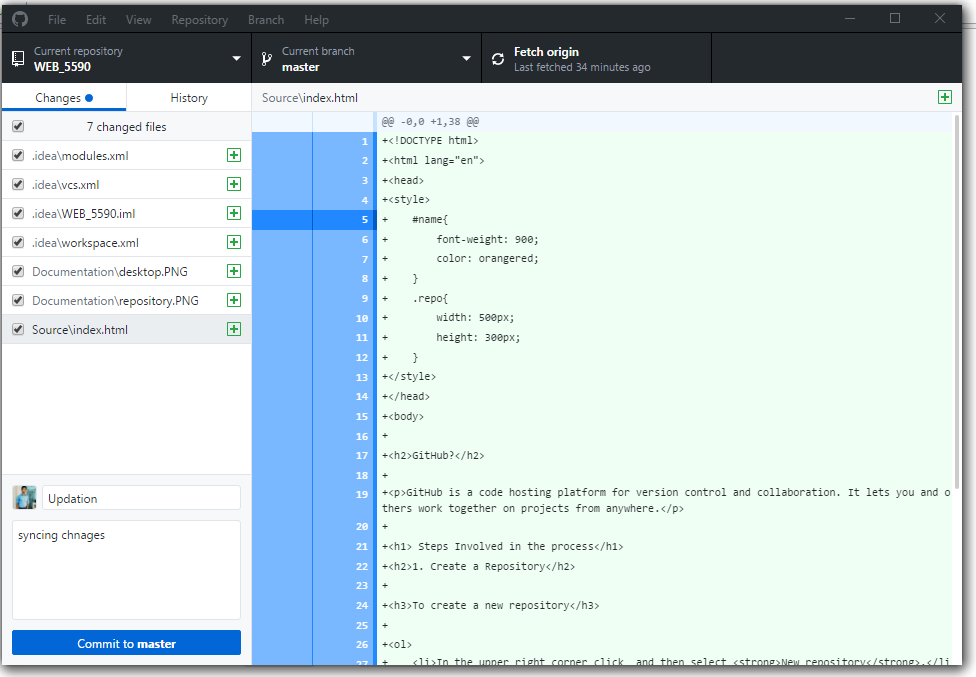 File Edit View Repository Branch Help
Current repository
WEB_5590
Current branch
master
Fetch origin
Last fetched 34 minutes ago
Changes History
7 changed files
.idea\modules.xml
.idea\vcs.xml
.idea\WEB_5590.iml
.idea\workspace.xml
Documentation\desktop.PNG
Documentation\repository.PNG
Source\index.html
Updation
syncing chnages
Commit to master
Source\index.html
@@ -0,0 +1,38 @@
1 +<!DOCTYPE html>
2 +<html lang="en">
3 +<head>
4 +<style>
5 +    #name{
6 +        font-weight: 900;
7 +        color: orangered;
8 +    }
9 +    .repo{
10 +        width: 500px;
11 +        height: 300px;
12 +    }
13 +</style>
14 +</head>
15 +<body>
16 +
17 +<h2>GitHub?</h2>
18 +
19 +<p>GitHub is a code hosting platform for version control and collaboration. It lets you and o
thers work together on projects from anywhere.</p>
20 +
21 +<h1> Steps Involved in the process</h1>
22 +<h2>1. Create a Repository</h2>
23 +
24 +<h3>To create a new repository</h3>
25 +
26 +<ol>
27 +    <li>In the upper right corner click  and then select <strong>New repository</strong>.</li